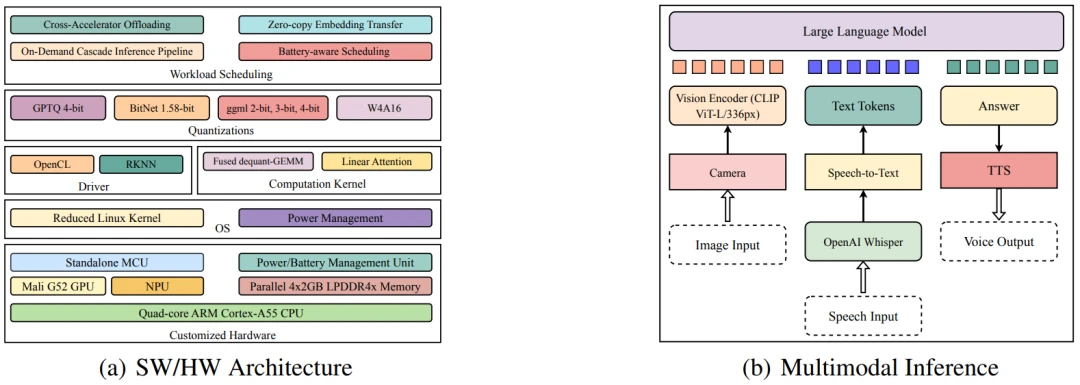 Cross-Accelerator Offloading
Zero-copy Embedding Transfer
On-Demand Cascade Inference Pipeline
Battery-aware Scheduling
Workload Scheduling
GPTQ 4-bit
BitNet 1.58-bit
ggml 2-bit, 3-bit, 4-bit
W4A16
Quantizations
OpenCL
RKNN
Driver
Fused dequant-GEMM
Linear Attention
Computation Kernel
Reduced Linux Kernel
OS
Power Management
Standalone MCU
Power/Battery Management Unit
Mali G52 GPU
NPU
Parallel 4x2GB LPDDR4x Memory
Quad-core ARM Cortex-A55 CPU
Customized Hardware
(a) SW/HW Architecture
Large Language Model
Vision Encoder (CLIP
ViT-L/336px)
Text Tokens
Answer
Camera
Speech-to-Text
TTS
Image Input
OpenAI Whisper
Voice Output
Speech Input
(b) Multimodal Inference